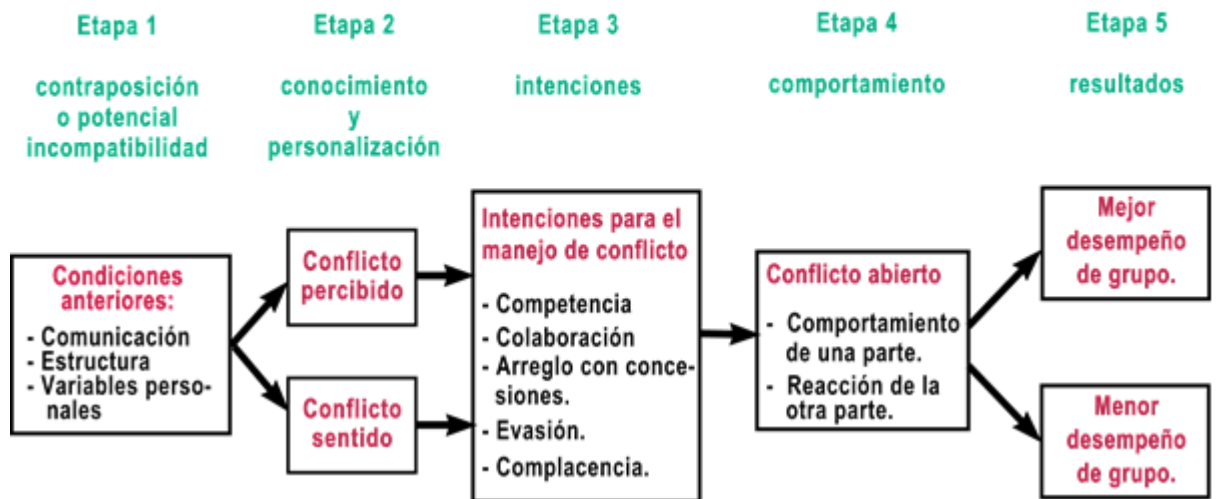 Etapa 1
contraposición
o potencial
incompatibilidad
Etapa 2
conocimiento
y
personalización
Etapa 3
intenciones
Etapa 4
comportamiento
Etapa 5
resultados
Condiciones
anteriores:
- Comunicación
- Estructura
- Variables perso-
nales
Conflicto
percibido
Conflicto
sentido
Intenciones para el
manejo de conflicto
- Competencia
- Colaboración
- Arreglo con conce-
siones.
- Evasión.
- Complacencia.
Conflicto abierto
- Comportamiento
de una parte.
- Reacción de la
otra parte.
Mejor
desempeño
de grupo.
Menor
desempeño
de grupo.